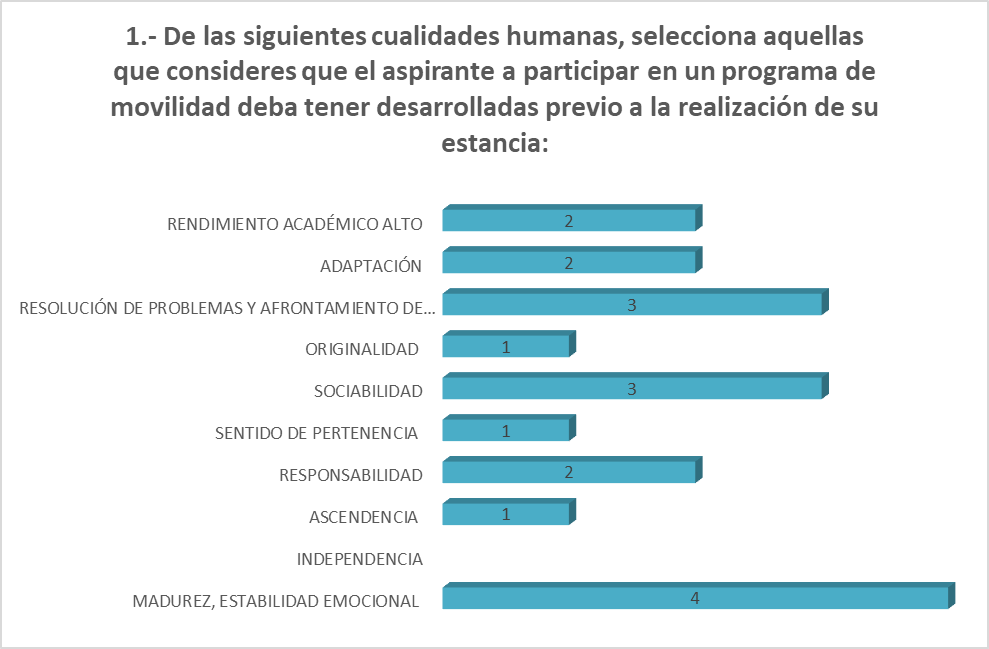 1.- De las siguientes cualidades humanas, selecciona aquellas
que consideres que el aspirante a participar en un programa de
movilidad deba tener desarrolladas previo a la realización de su
estancia:
RENDIMIENTO ACADÉMICO ALTO 2
ADAPTACIÓN 2
RESOLUCIÓN DE PROBLEMAS Y AFRONTAMIENTO DE... 3
ORIGINALIDAD 1
SOCIABILIDAD 3
SENTIDO DE PERTENENCIA 1
RESPONSABILIDAD 2
ASCENDENCIA 1
INDEPENDENCIA
MADUREZ, ESTABILIDAD EMOCIONAL 4